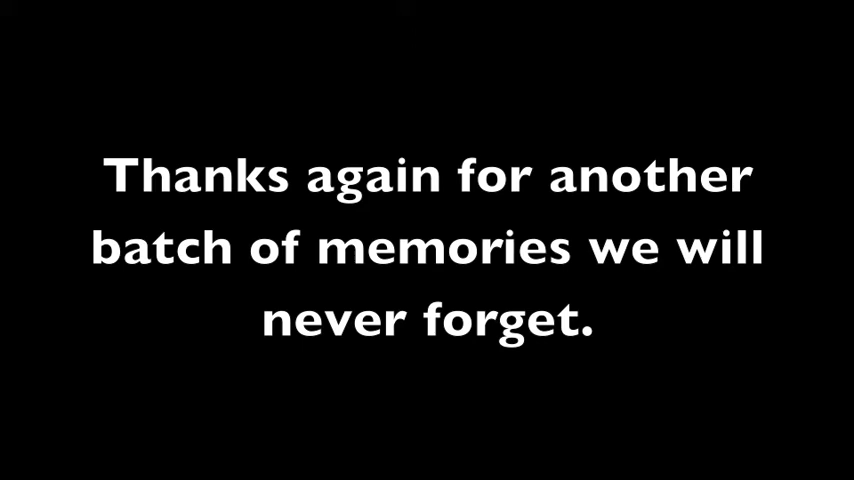 Thanks again for another
batch of memories we will
never forget.